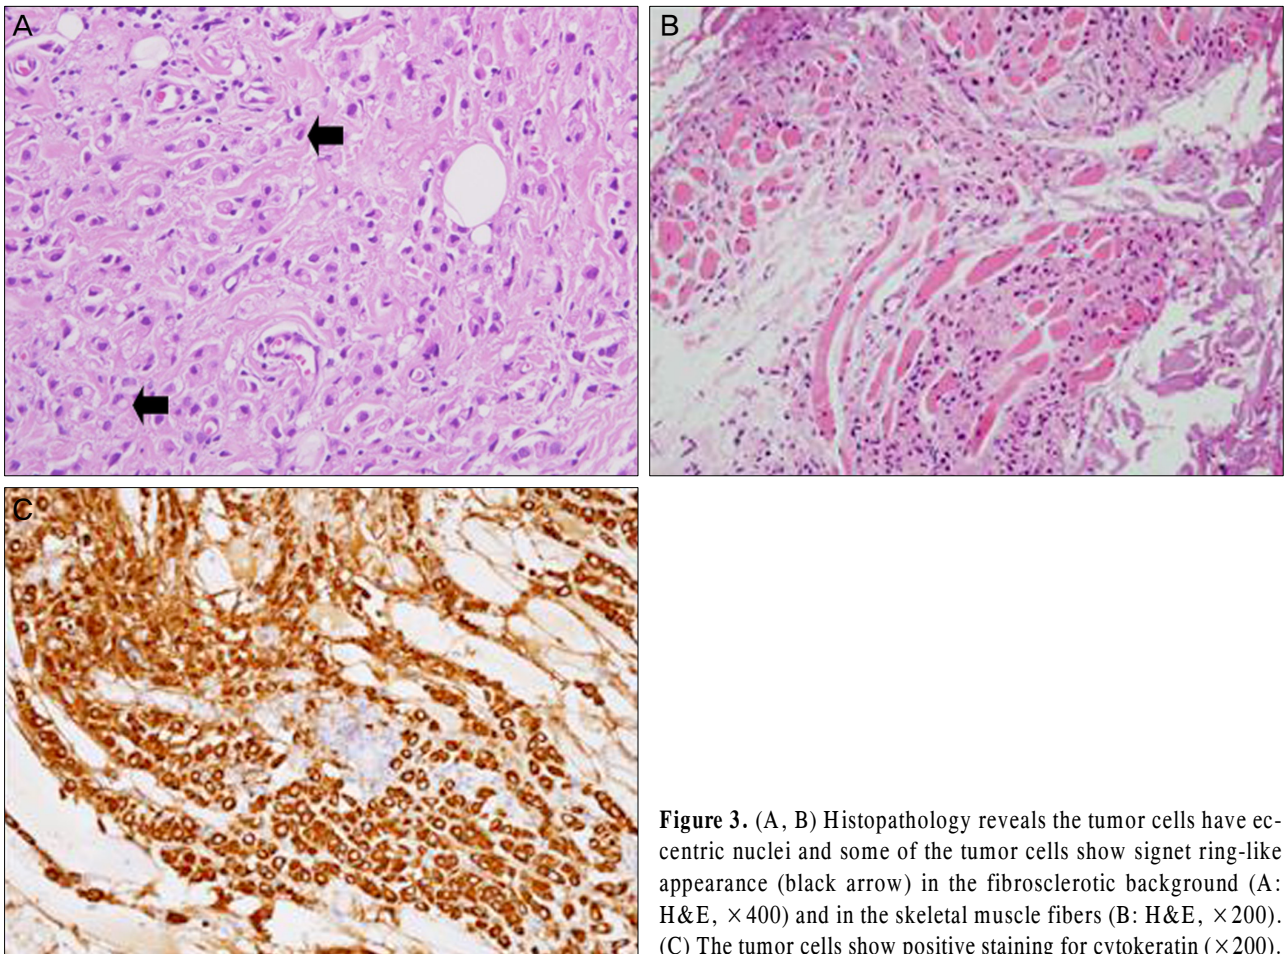 A
B
C
Figure 3. (A, B) Histopathology reveals the tumor cells have ec-
centric nuclei and some of the tumor cells show signet ring-like
appearance (black arrow) in the fibrosclerotic background (A:
H&E, ×400) and in the skeletal muscle fibers (B: H&E, ×200).
(C) The tumor cells show positive staining for cytokeratin (×200).